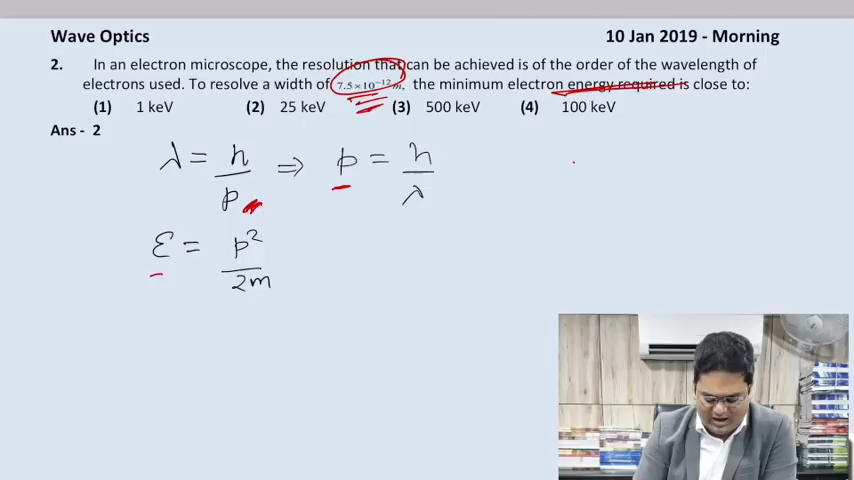 Wave Optics 10 Jan 2019 - Morning
2. In an electron microscope, the resolution that can be achieved is of the order of the wavelength of
electrons used. To resolve a width of 7.5×10⁻¹² m, the minimum electron energy required is close to:
(1) 1 keV (2) 25 keV (3) 500 keV (4) 100 keV
Ans - 2
λ = h/p ⇒ p = h/λ
ε = p²/2m